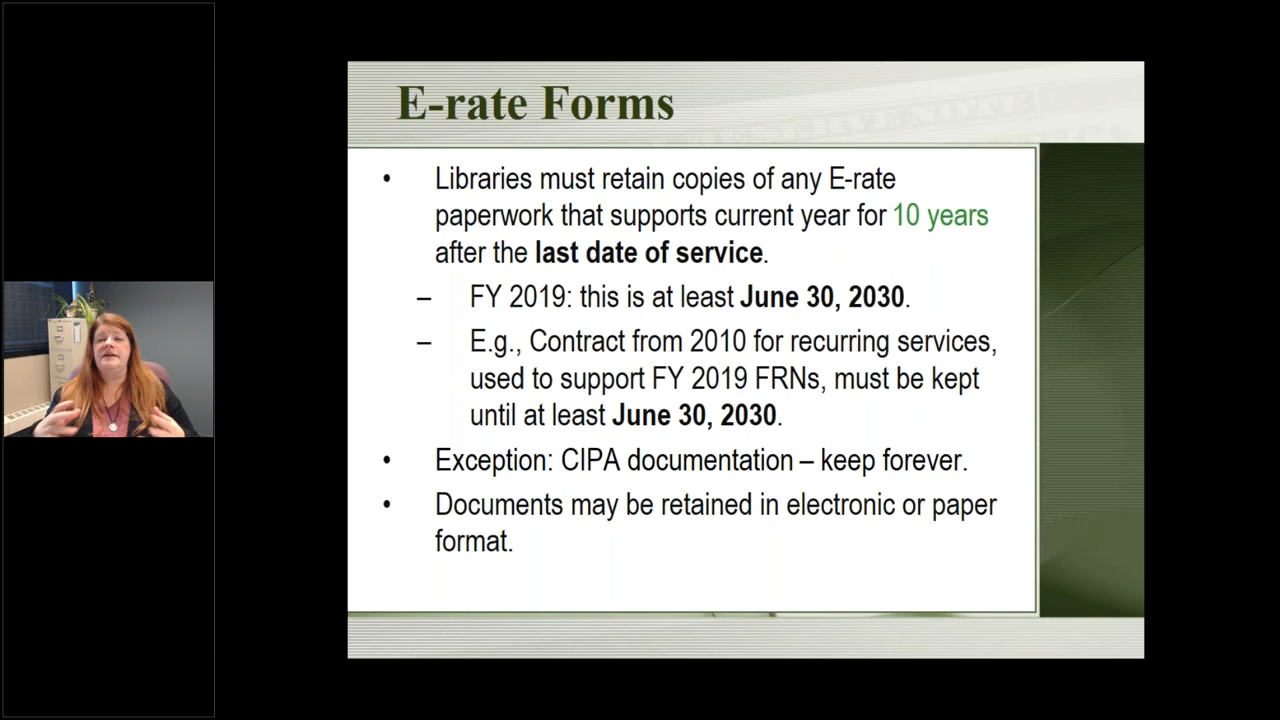 E-rate Forms
• Libraries must retain copies of any E-rate
paperwork that supports current year for 10 years
after the last date of service.
– FY 2019: this is at least June 30, 2030.
– E.g., Contract from 2010 for recurring services,
used to support FY 2019 FRNs, must be kept
until at least June 30, 2030.
• Exception: CIPA documentation – keep forever.
• Documents may be retained in electronic or paper
format.